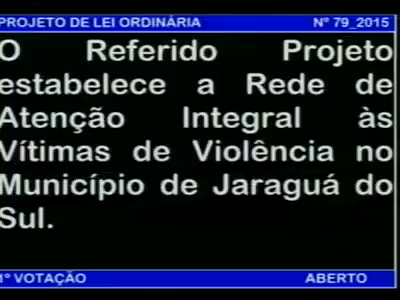 PROJETO DE LEI ORDINÁRIA Nº 79_2015
O Referido Projeto
estabelece a Rede de
Atenção Integral às
Vítimas de Violência no
Município de Jaraguá do
Sul.
1º VOTAÇÃO ABERTO